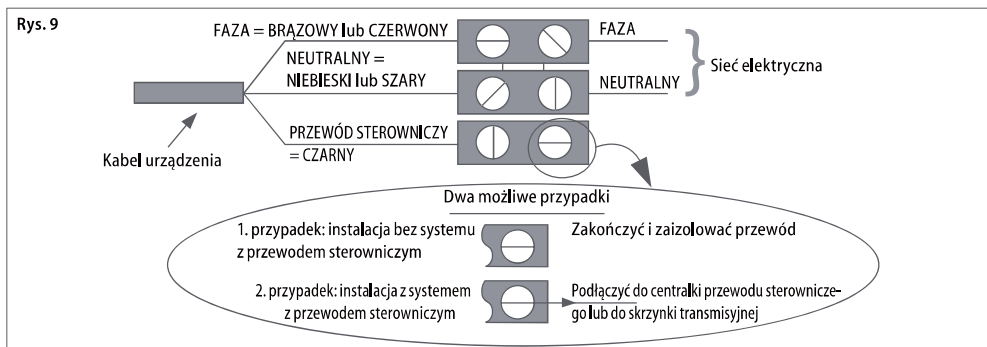 Rys. 9
FAZA = BRĄZOWY lub CZERWONY
FAZA
NEUTRALNY =
NIEBIESKI lub SZARY
NEUTRALNY
Sieć elektryczna
PRZEWÓD STEROWNICZY
= CZARNY
Kabel urządzenia
Dwa możliwe przypadki
1. przypadek: instalacja bez systemu
z przewodem sterowniczym
Zakończyć i zaizolować przewód
2. przypadek: instalacja z systemem
z przewodem sterowniczym
Podłączyć do centralki przewodu sterownicze-
go lub do skrzynki transmisyjnej